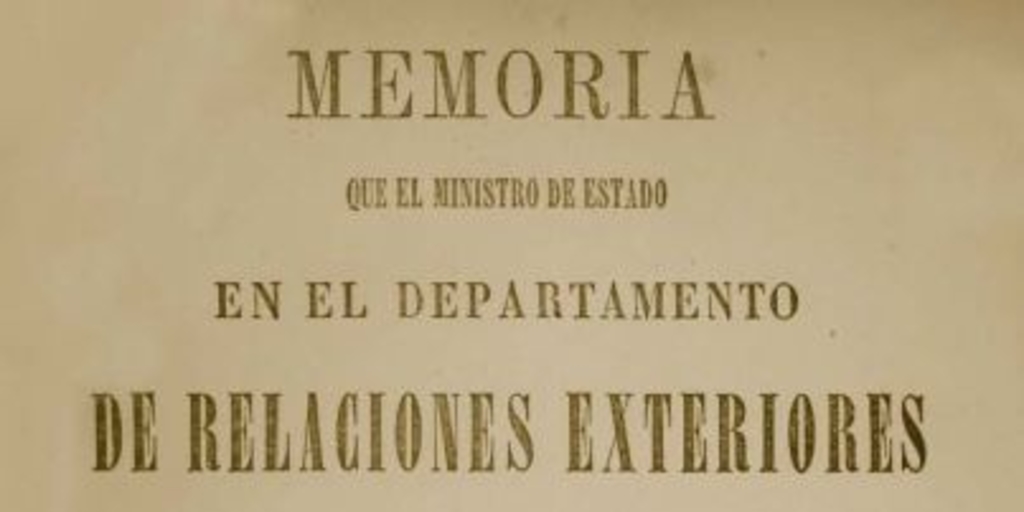 MEMORIA
QUE EL MINISTRO DE ESTADO
EN EL DEPARTAMENTO
DE RELACIONES EXTERIORES